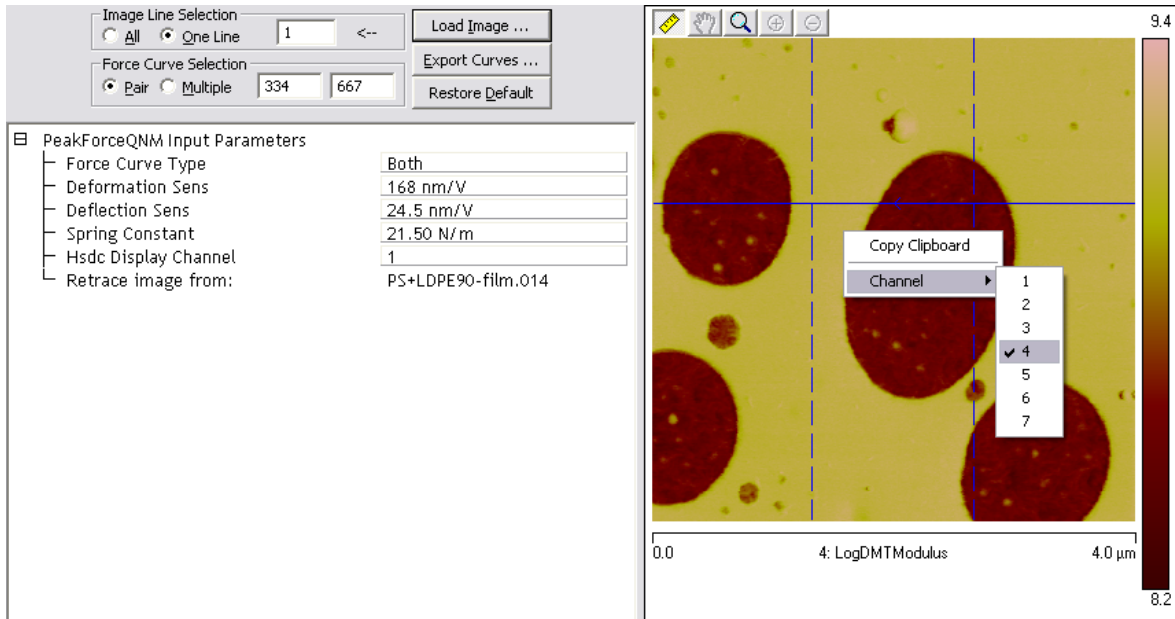 Image Line Selection
All One Line 1 <--
Load Image ...
Force Curve Selection
Pair Multiple 334 667
Export Curves ...
Restore Default
PeakForceQNM Input Parameters
Force Curve Type Both
Deformation Sens 168 nm/V
Deflection Sens 24.5 nm/V
Spring Constant 21.50 N/m
Hsdc Display Channel 1
Retrace image from: PS+LDPE90-film.014
9.4
Copy Clipboard
Channel
1
2
3
4
5
6
7
0.0 4: LogDMTModulus 4.0 µm
8.2